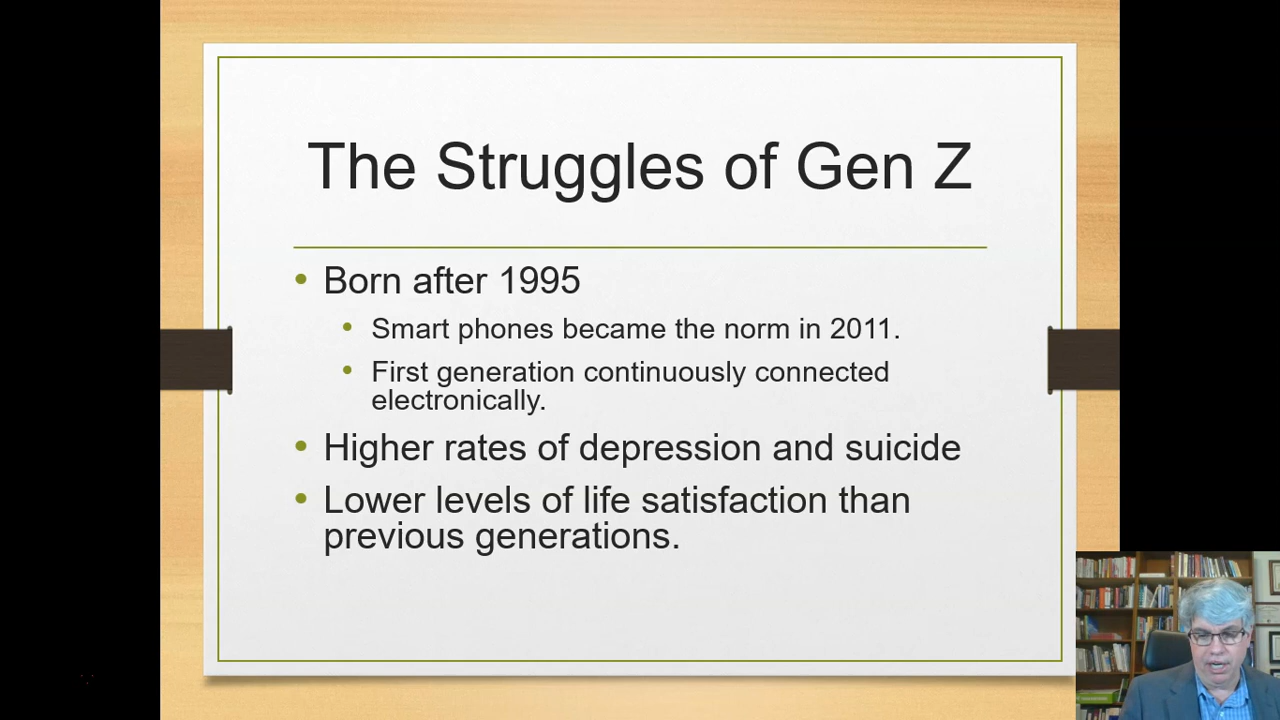 The Struggles of Gen Z
• Born after 1995
• Smart phones became the norm in 2011.
• First generation continuously connected
electronically.
• Higher rates of depression and suicide
• Lower levels of life satisfaction than
previous generations.